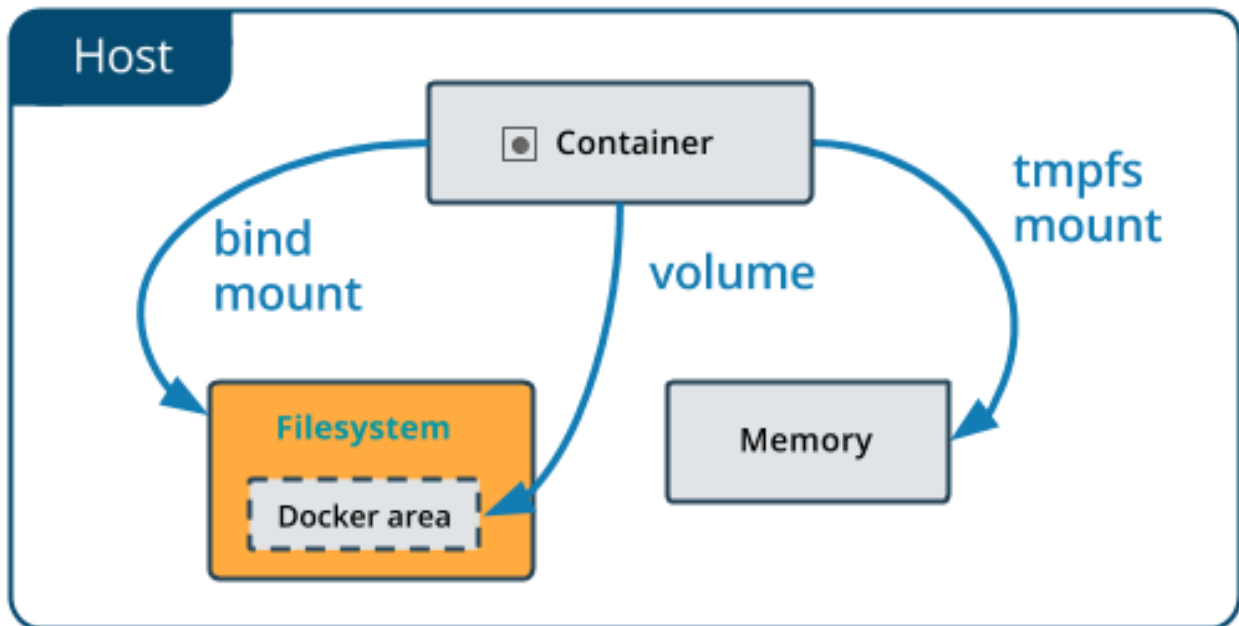 Host
Container
bind
mount
volume
tmpfs
mount
Filesystem
Docker area
Memory